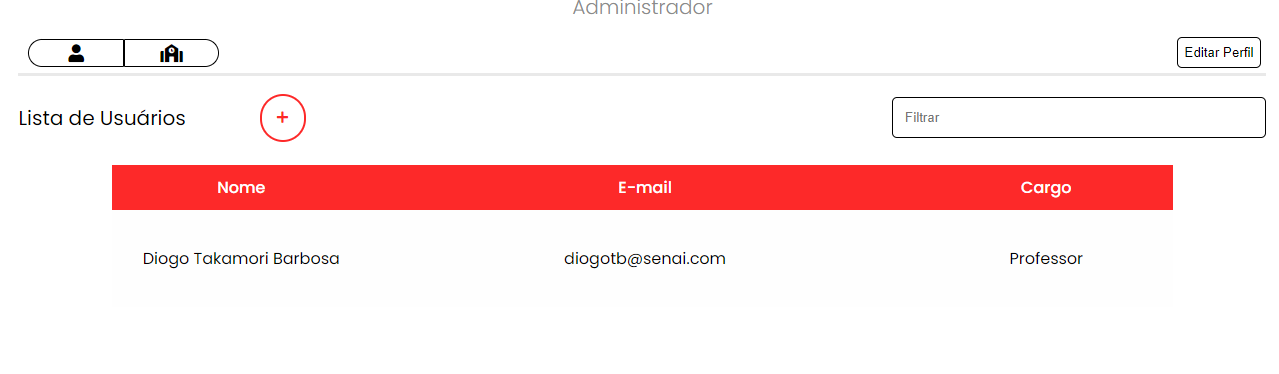 Administrador
Editar Perfil
Lista de Usuários + Filtrar
Nome E-mail Cargo
Diogo Takamori Barbosa diogotb@senai.com Professor